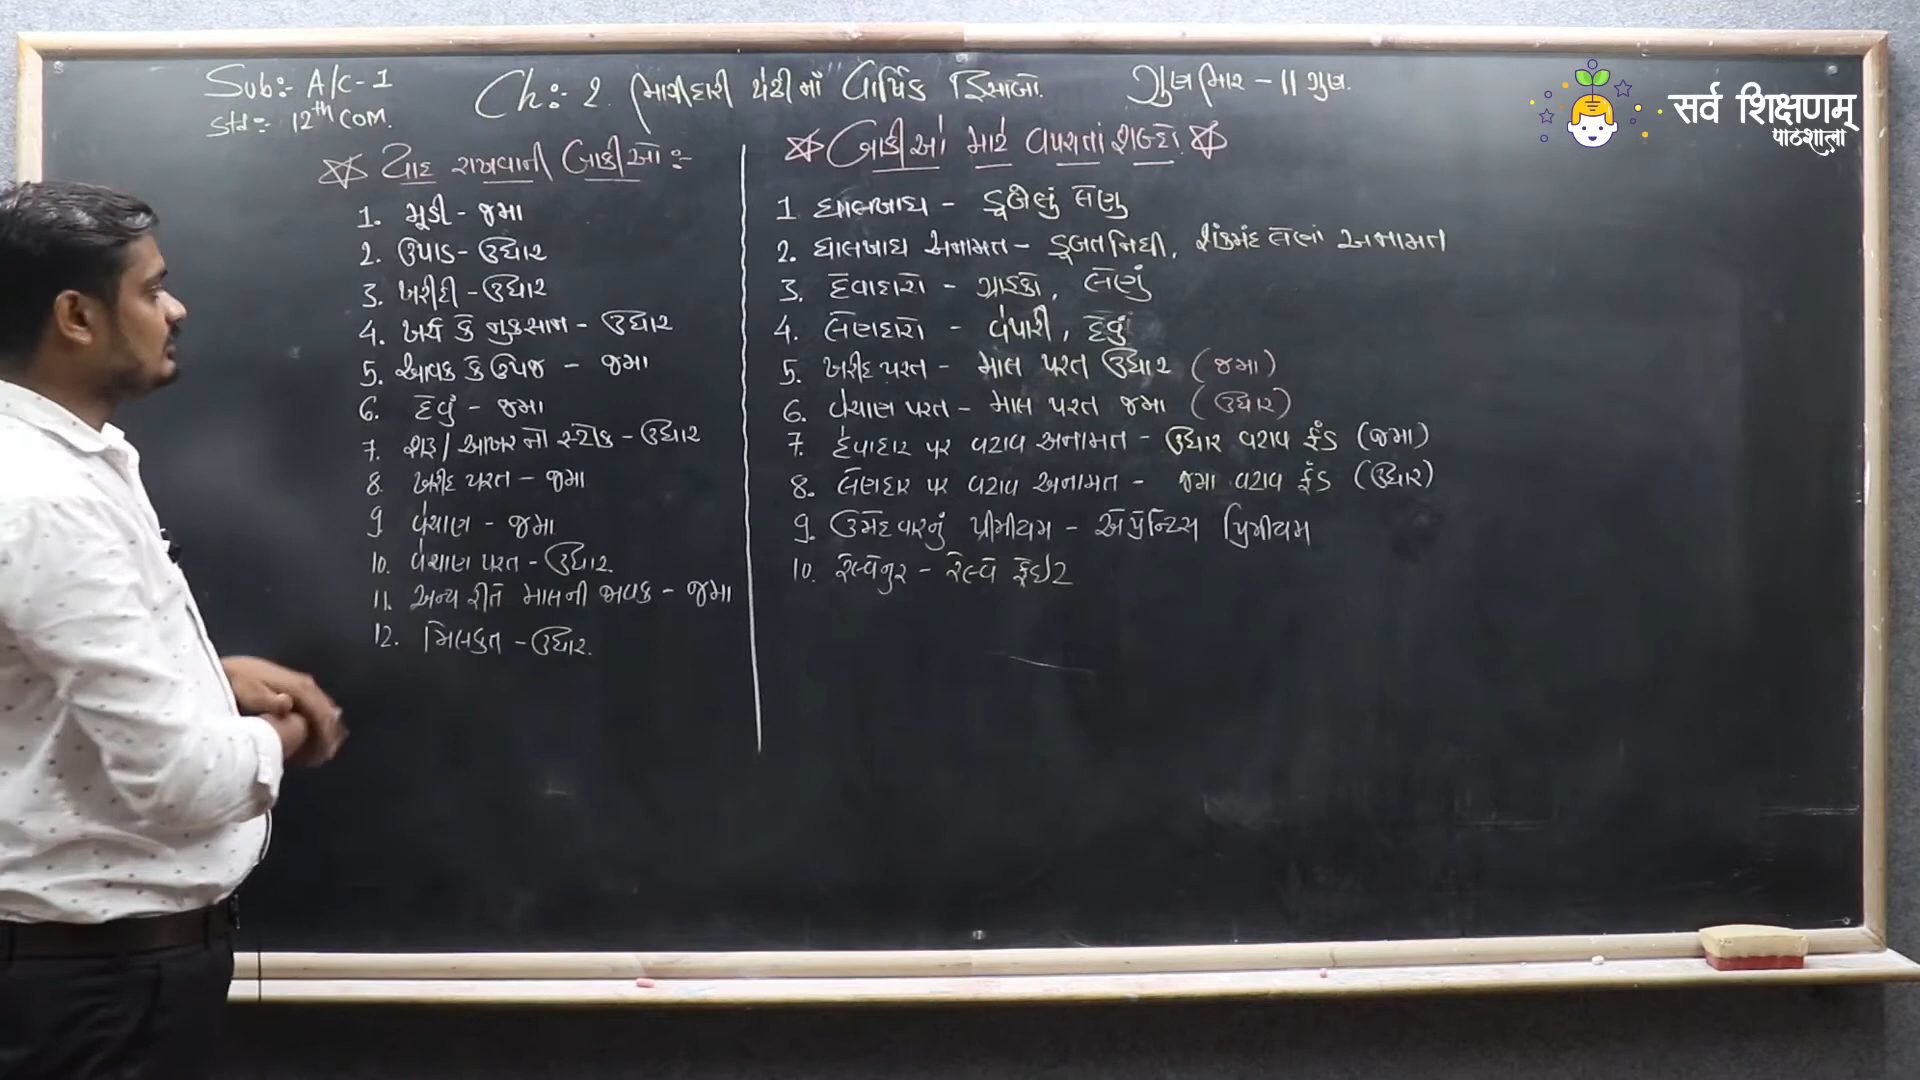 Sub:- A/c-1
Std:- 12th COM.
Ch:- 2. ભાગીદારી પેઢીનાં વાર્ષિક હિસાબો.
ગુણભાર - 11 ગુણ.
सर्व शिक्षणम्
पाठशाला
યાદ રાખવાની બાકીઓ :-
1. મૂડી - જમા
2. ઉપાડ - ઉધાર
3. ખરીદી - ઉધાર
4. ખર્ચ કે નુકસાન - ઉધાર
5. આવક કે ઉપજ - જમા
6. દેવું - જમા
7. શરૂ/આખર નો સ્ટોક - ઉધાર
8. ખરીદ પરત - જમા
9 વેચાણ - જમા
10. વેચાણ પરત - ઉધાર.
11. અન્ય રીતે માલની જાવક - જમા
12. મિલકત - ઉધાર.
બાકીઓ માટે વપરાતાં શબ્દો
1 ઘાલખાધ - ડૂબેલું લેણુ
2. ઘાલખાધ અનામત - ડૂબતનિધી, શંકમંદ લેણાં અનામત
3. દેવાદારો - ગ્રાહકો, લેણું
4. લેણદારો - વેપારી, દેવું
5. ખરીદ પરત - માલ પરત ઉધાર (જમા)
6. વેચાણ પરત - માલ પરત જમા (ઉધાર)
7. દેવાદાર પર વટાવ અનામત - ઉધાર વટાવ ફંડ (જમા)
8. લેણદાર પર વટાવ અનામત - જમા વટાવ ફંડ (ઉધાર)
9. ઉમેદવારનું પ્રીમીયમ - એપ્રેન્ટિસ પ્રિમીયમ
10. રેલ્વેનુર - રેલ્વે ફ્રેઈટ